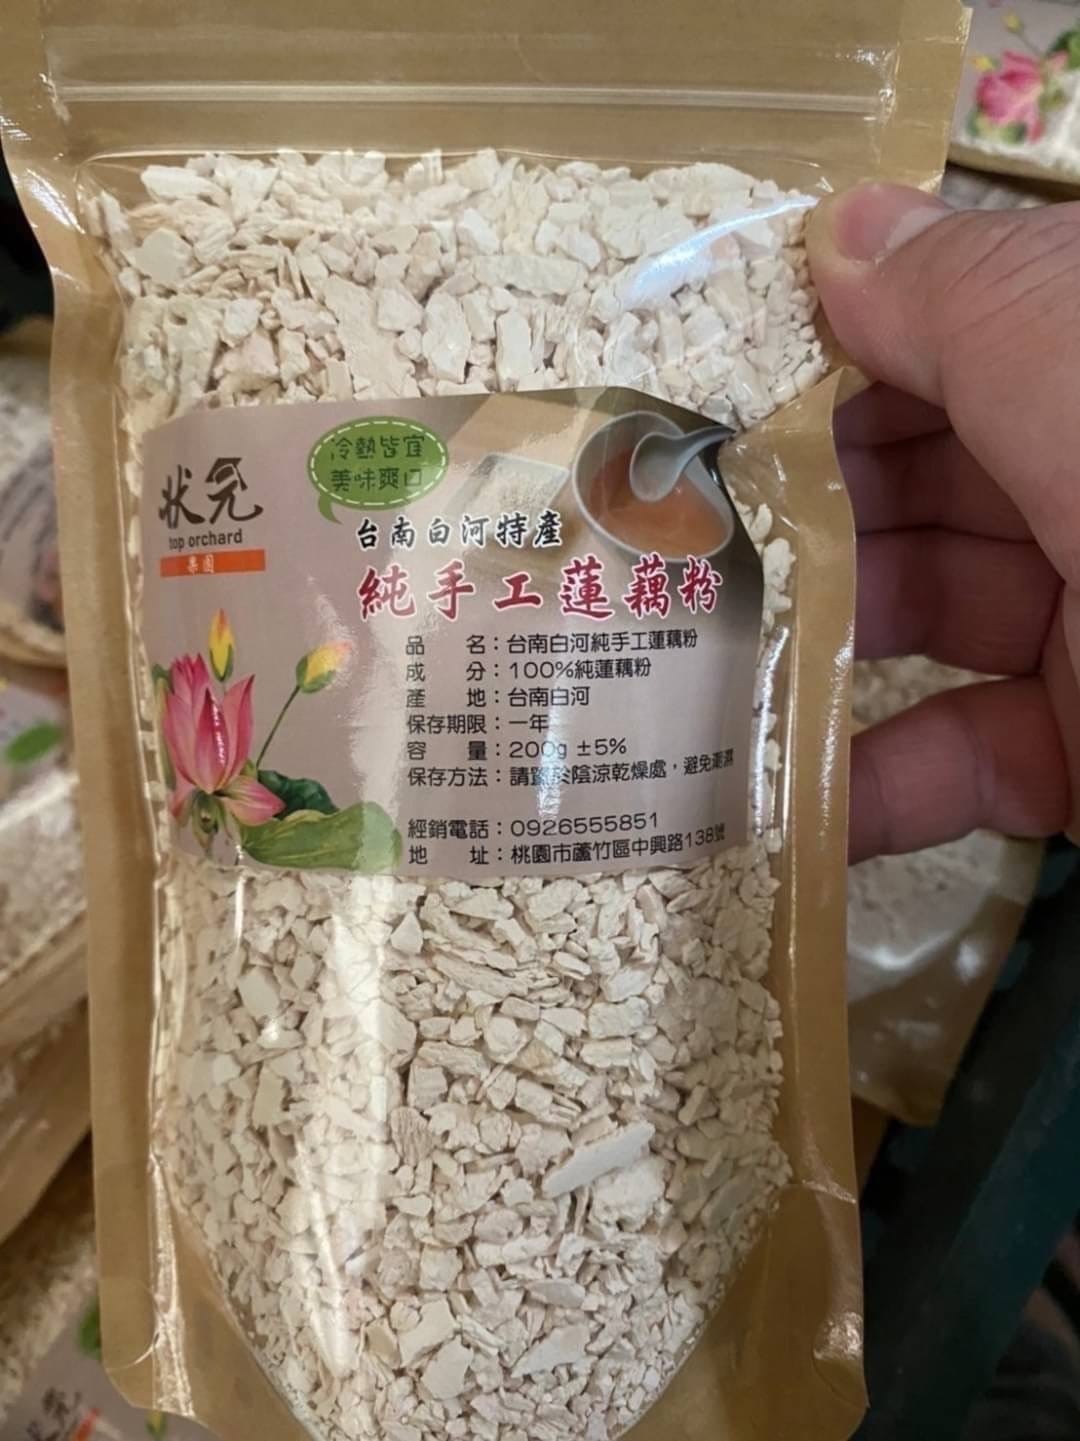 冷熱皆宜
美味爽口
狀元
top orchard
果園
台南白河特產
純手工蓮藕粉
品 名：台南白河純手工蓮藕粉
成 分：100%純蓮藕粉
產 地：台南白河
保存期限：一年
容 量：200g ±5%
保存方法：請置於陰涼乾燥處，避免潮濕
經銷電話：0926555851
地 址：桃園市蘆竹區中興路138號